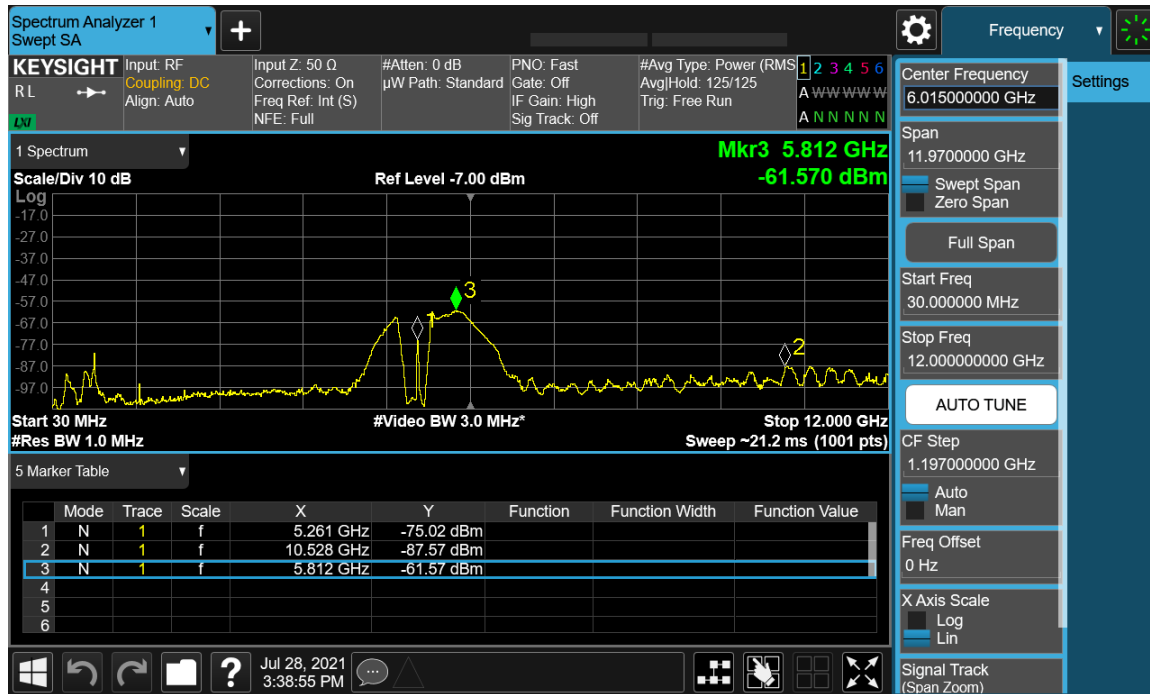 Spectrum Analyzer 1
Swept SA
+
Frequency
KEYSIGHT
R L
LXI
Input: RF
Coupling: DC
Align: Auto
Input Z: 50 Ω
Corrections: On
Freq Ref: Int (S)
NFE: Full
#Atten: 0 dB
µW Path: Standard
PNO: Fast
Gate: Off
IF Gain: High
Sig Track: Off
#Avg Type: Power (RMS
Avg|Hold: 125/125
Trig: Free Run
1 2 3 4 5 6
A W W W W W
A N N N N N
1 Spectrum
Scale/Div 10 dB
Ref Level -7.00 dBm
Mkr3 5.812 GHz
-61.570 dBm
Log
-17.0
-27.0
-37.0
-47.0
-57.0
-67.0
-77.0
-87.0
-97.0
1
3
2
Start 30 MHz
#Video BW 3.0 MHz*
Stop 12.000 GHz
#Res BW 1.0 MHz
Sweep ~21.2 ms (1001 pts)
5 Marker Table
Mode Trace Scale X Y Function Function Width Function Value
1 N 1 f 5.261 GHz -75.02 dBm
2 N 1 f 10.528 GHz -87.57 dBm
3 N 1 f 5.812 GHz -61.57 dBm
4
5
6
?
Jul 28, 2021
3:38:55 PM
Center Frequency
6.015000000 GHz
Settings
Span
11.9700000 GHz
Swept Span
Zero Span
Full Span
Start Freq
30.000000 MHz
Stop Freq
12.000000000 GHz
AUTO TUNE
CF Step
1.197000000 GHz
Auto
Man
Freq Offset
0 Hz
X Axis Scale
Log
Lin
Signal Track
(Span Zoom)